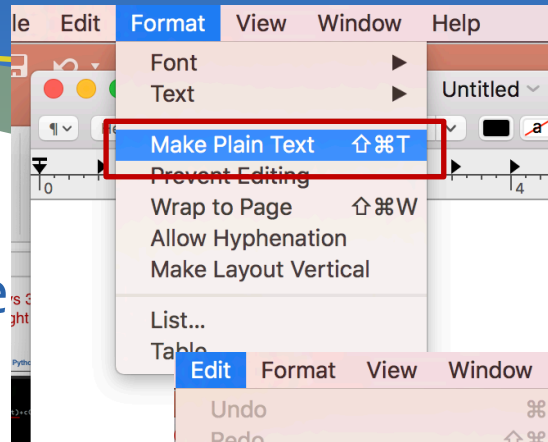 le Edit Format View Window Help
Font ▶
Text ▶
Untitled
Make Plain Text ⇧⌘T
Prevent Editing
Wrap to Page ⇧⌘W
Allow Hyphenation
Make Layout Vertical
List...
Table
0 4
Edit Format View Window
Undo ⌘
Redo ⇧⌘